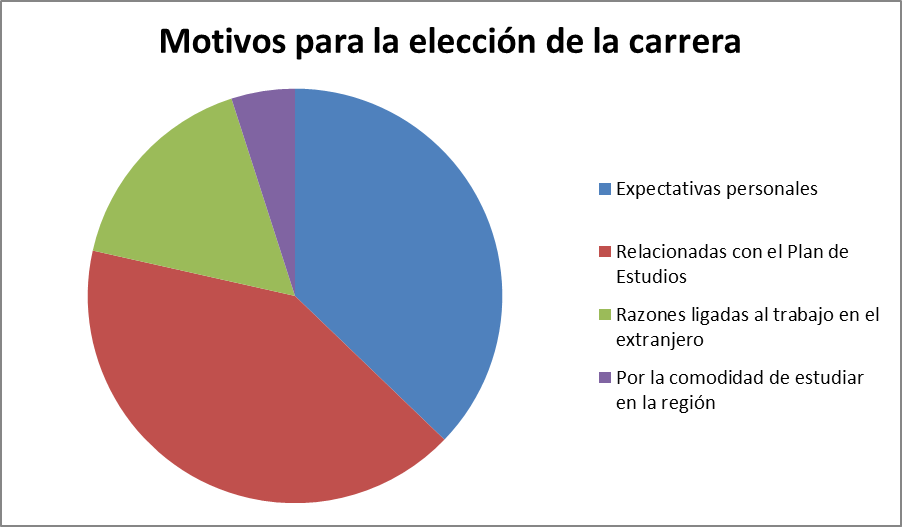 Motivos para la elección de la carrera
Expectativas personales
Relacionadas con el Plan de
Estudios
Razones ligadas al trabajo en el
extranjero
Por la comodidad de estudiar
en la región